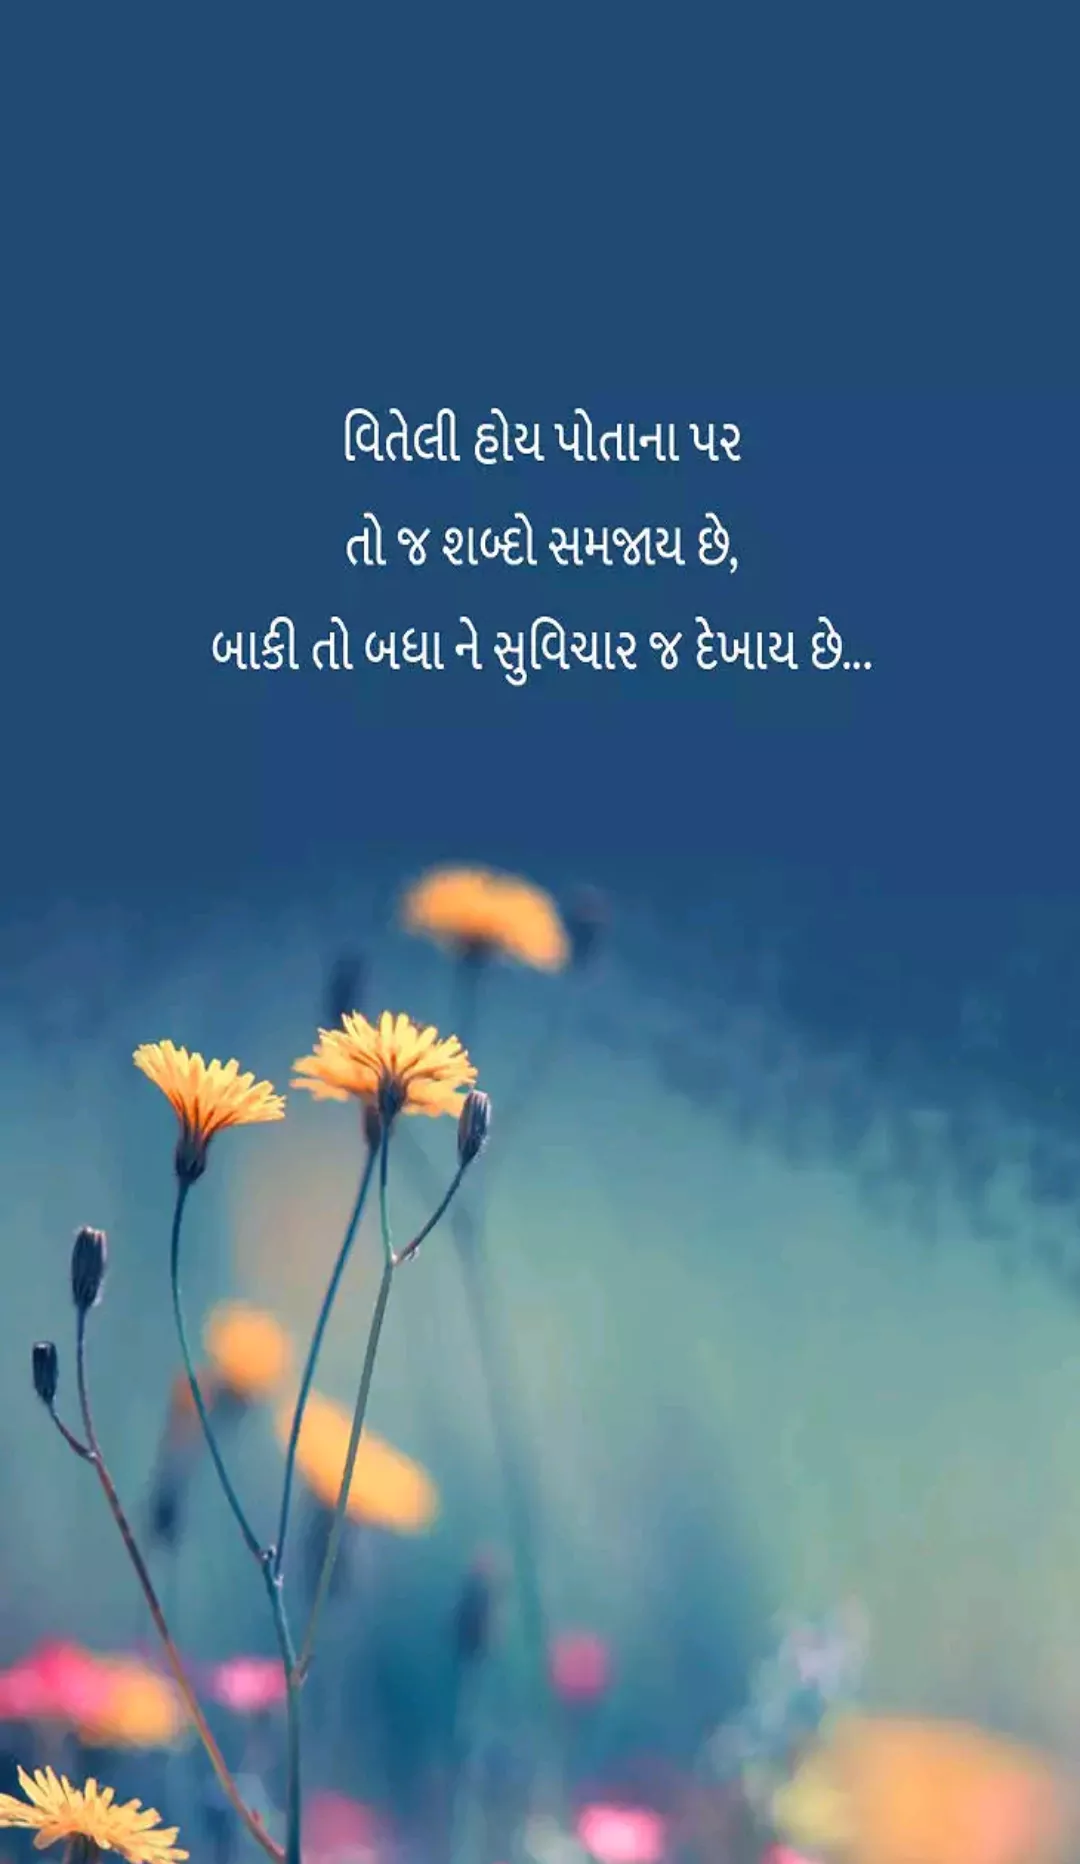 વિતેલી હોય પોતાના પર
તો જ શબ્દો સમજાય છે,
બાકી તો બધા ને સુવિચાર જ દેખાય છે...